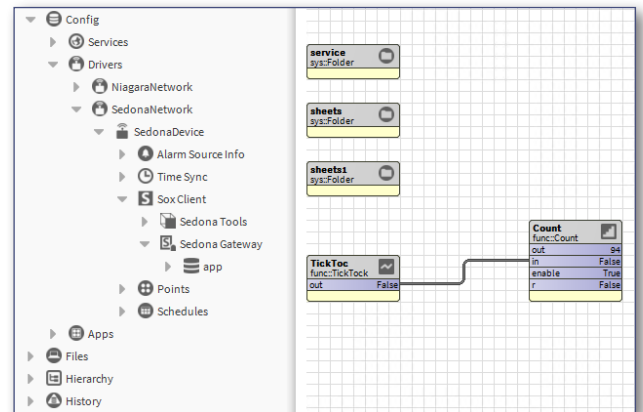 Config
Services
Drivers
NiagaraNetwork
SedonaNetwork
SedonaDevice
Alarm Source Info
Time Sync
Sox Client
Sedona Tools
Sedona Gateway
app
Points
Schedules
Apps
Files
Hierarchy
History
service
sys::Folder
sheets
sys::Folder
sheets1
sys::Folder
TickToc
func::TickTock
out False
Count
func::Count
out 94
in False
enable True
r False